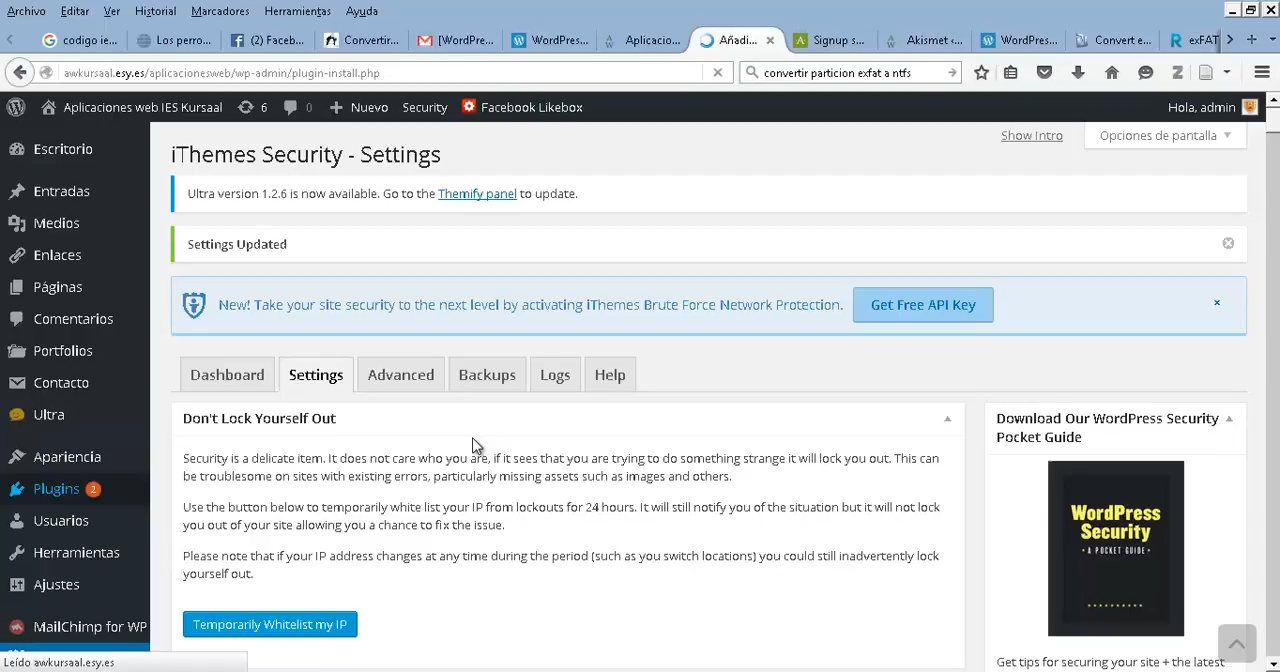 Archivo Editar Ver Historial Marcadores Herramientas Ayuda
codigo ie... Los perro... (2) Faceb... Convertir... [WordPre... WordPres... Aplicacio... Añadi... Signup s... Akismet ‹... WordPres... Convert e... exFAT
awkursaal.esy.es/aplicacionesweb/wp-admin/plugin-install.php
convertir particion exfat a ntfs
Aplicaciones web IES Kursaal 6 0 Nuevo Security Facebook Likebox Hola, admin
Escritorio
Entradas
Medios
Enlaces
Páginas
Comentarios
Portfolios
Contacto
Ultra
Apariencia
Plugins 2
Usuarios
Herramientas
Ajustes
MailChimp for WP
Leído awkursaal.esy.es
Show Intro Opciones de pantalla
iThemes Security - Settings
Ultra version 1.2.6 is now available. Go to the Themify panel to update.
Settings Updated
New! Take your site security to the next level by activating iThemes Brute Force Network Protection. Get Free API Key
Dashboard Settings Advanced Backups Logs Help
Don't Lock Yourself Out
Security is a delicate item. It does not care who you are, if it sees that you are trying to do something strange it will lock you out. This can
be troublesome on sites with existing errors, particularly missing assets such as images and others.
Use the button below to temporarily white list your IP from lockouts for 24 hours. It will still notify you of the situation but it will not lock
you out of your site allowing you a chance to fix the issue.
Please note that if your IP address changes at any time during the period (such as you switch locations) you could still inadvertently lock
yourself out.
Temporarily Whitelist my IP
Download Our WordPress Security
Pocket Guide
WordPress
Security
A POCKET GUIDE
Get tips for securing your site + the latest